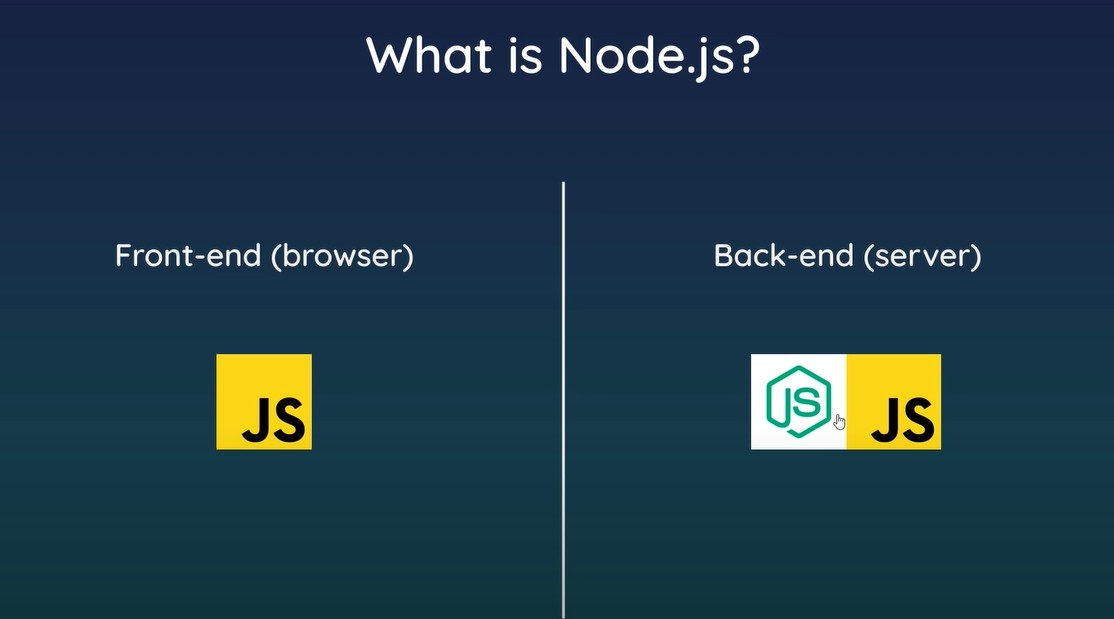 What is Node.js?
Front-end (browser)
Back-end (server)
JS
JS
JS